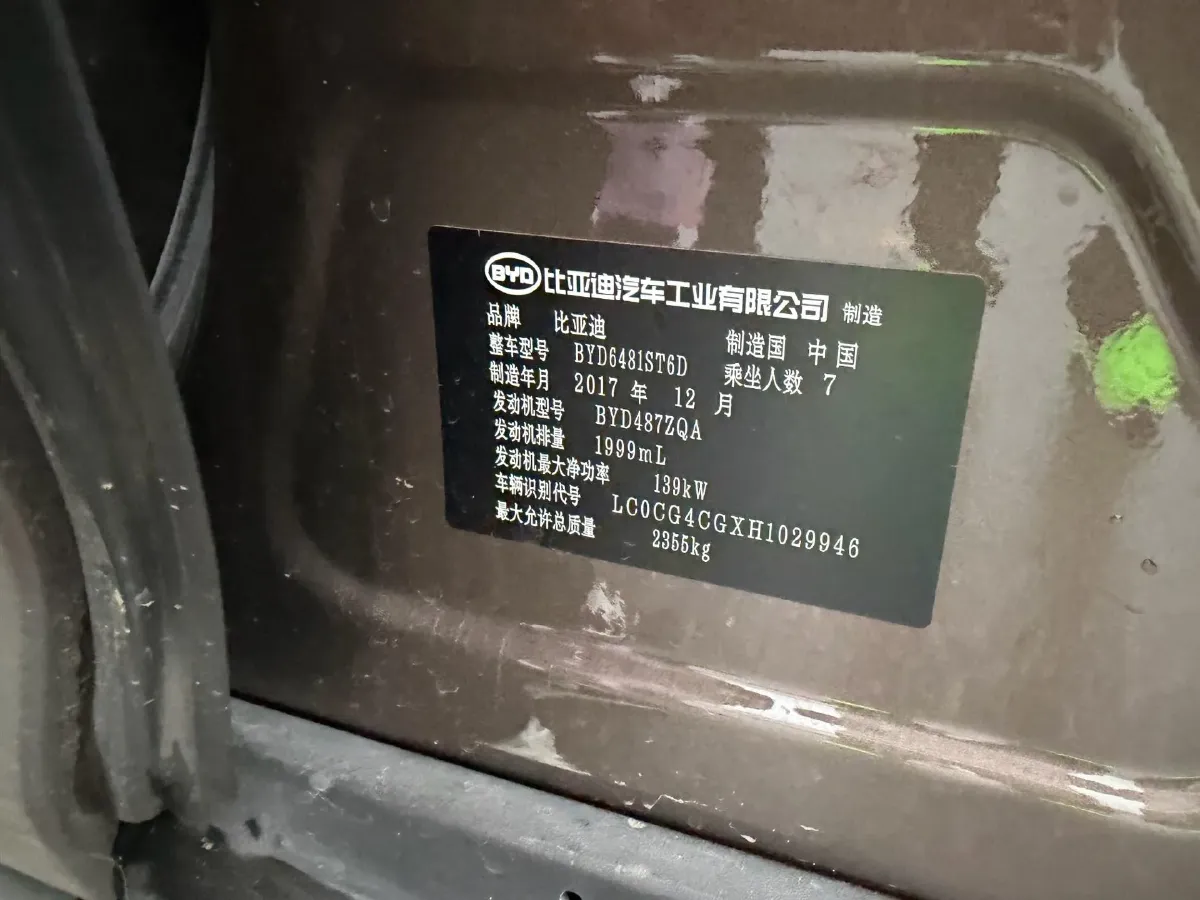 BYD 比亚迪汽车工业有限公司 制造
品牌 比亚迪 制造国 中国
整车型号 BYD6481ST6D 乘坐人数 7
制造年月 2017 年 12 月
发动机型号 BYD487ZQA
发动机排量 1999mL
发动机最大净功率 139kW
车辆识别代号 LC0CG4CGXH1029946
最大允许总质量 2355kg